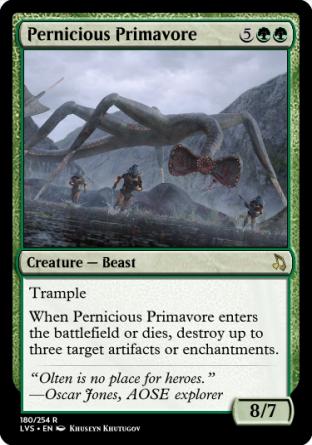 Pernicious Primavore 5
Creature — Beast
Trample
When Pernicious Primavore enters
the battlefield or dies, destroy up to
three target artifacts or enchantments.
“Olten is no place for heroes.”
—Oscar Jones, AOSE explorer
8/7
180/254 R
LVS • EN Khuseyn Khutugov